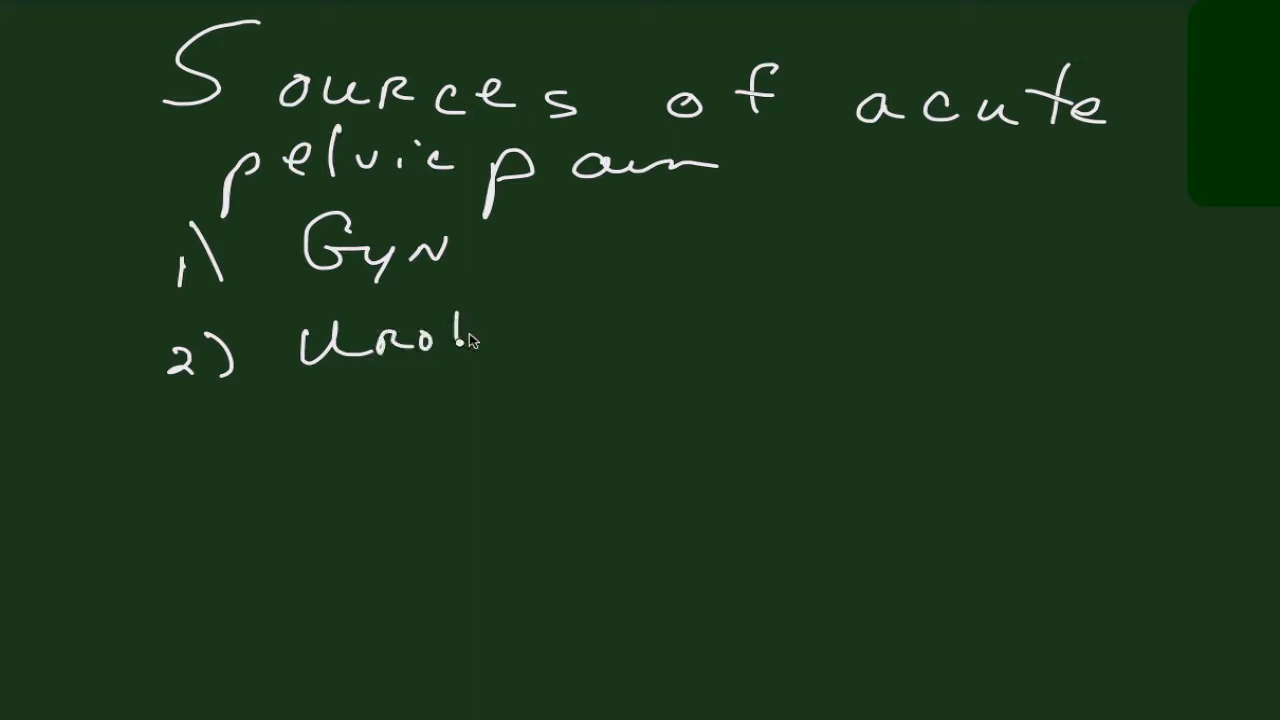 Sources of acute
pelvic pain
1) Gyn
2) Urol